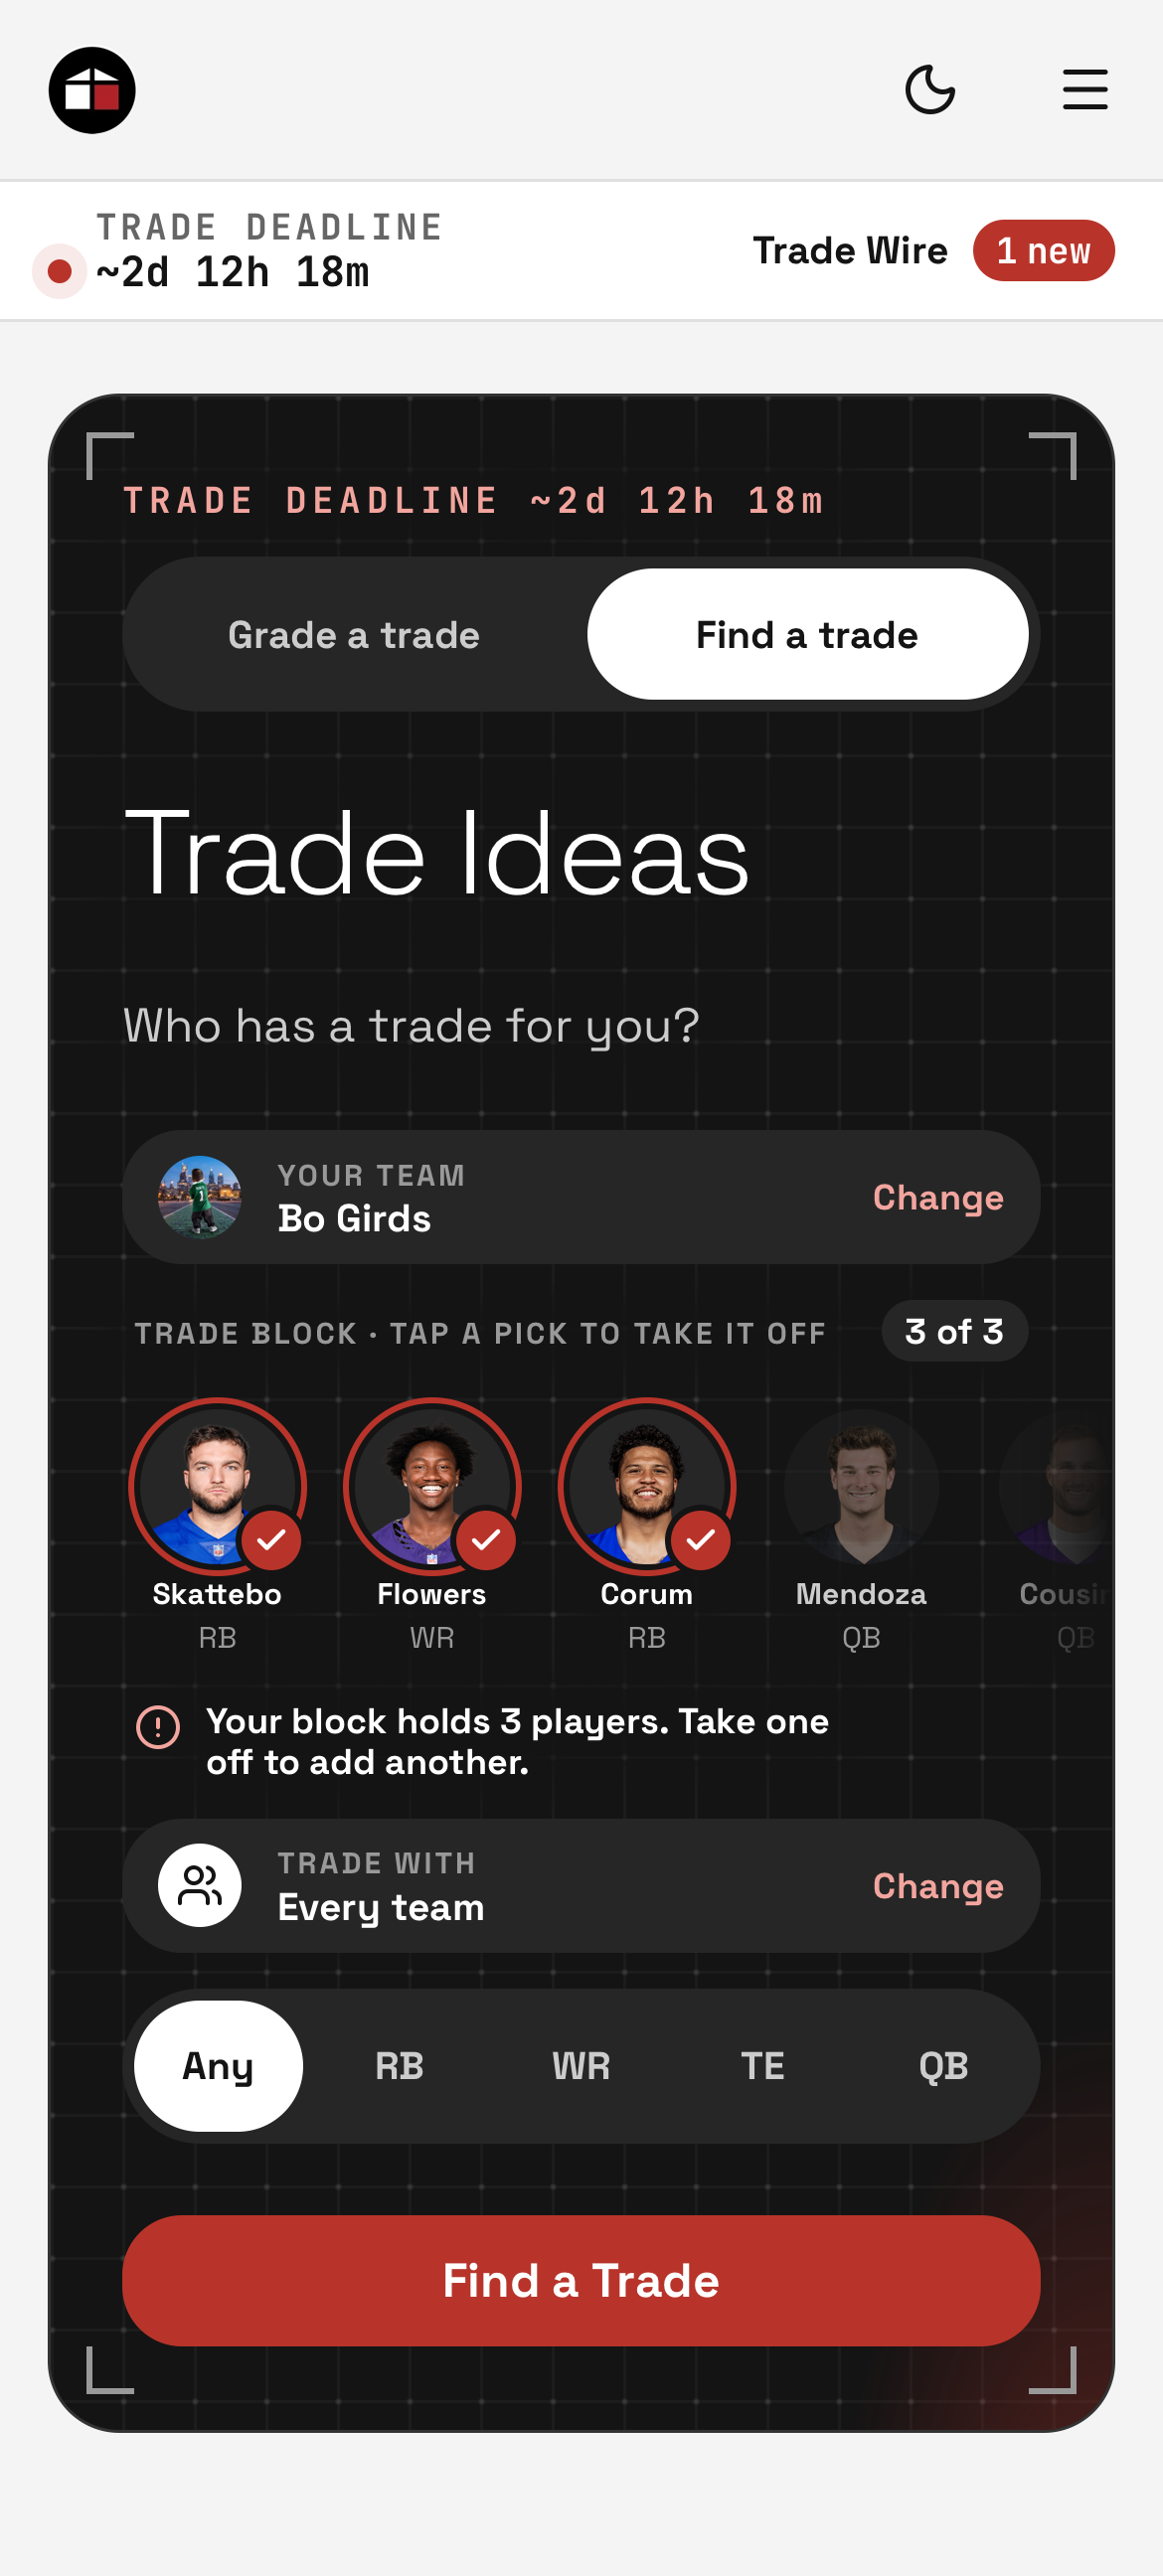 TRADE DEADLINE
~2d 12h 18m
Trade Wire
1 new
TRADE DEADLINE ~2d 12h 18m
Grade a trade
Find a trade
Trade Ideas
Who has a trade for you?
YOUR TEAM
Bo Girds
Change
TRADE BLOCK · TAP A PICK TO TAKE IT OFF
3 of 3
Skattebo
RB
Flowers
WR
Corum
RB
Mendoza
QB
QB
Your block holds 3 players. Take one
off to add another.
TRADE WITH
Every team
Change
Any
RB
WR
TE
QB
Find a Trade